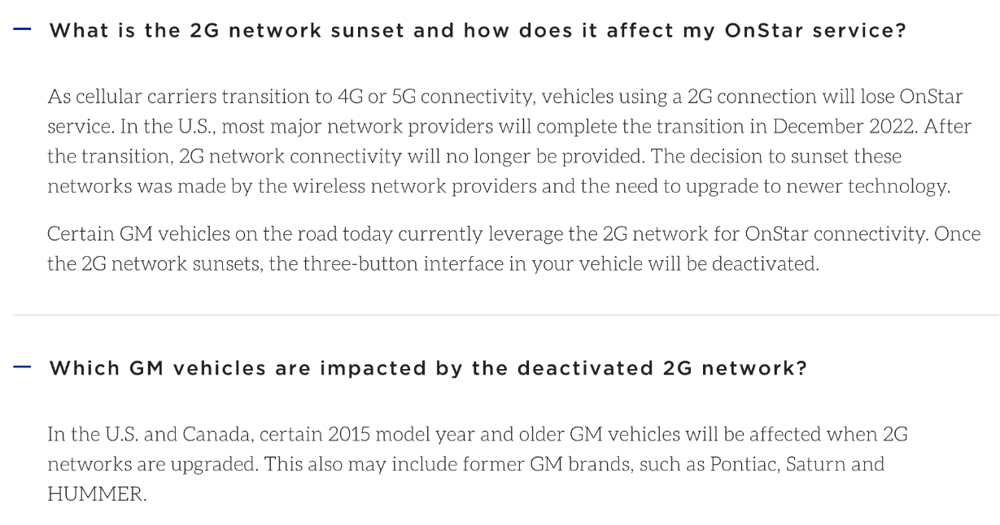 What is the 2G network sunset and how does it affect my OnStar service?
As cellular carriers transition to 4G or 5G connectivity, vehicles using a 2G connection will lose OnStar
service. In the U.S., most major network providers will complete the transition in December 2022. After
the transition, 2G network connectivity will no longer be provided. The decision to sunset these
networks was made by the wireless network providers and the need to upgrade to newer technology.
Certain GM vehicles on the road today currently leverage the 2G network for OnStar connectivity. Once
the 2G network sunsets, the three-button interface in your vehicle will be deactivated.
Which GM vehicles are impacted by the deactivated 2G network?
In the U.S. and Canada, certain 2015 model year and older GM vehicles will be affected when 2G
networks are upgraded. This also may include former GM brands, such as Pontiac, Saturn and
HUMMER.